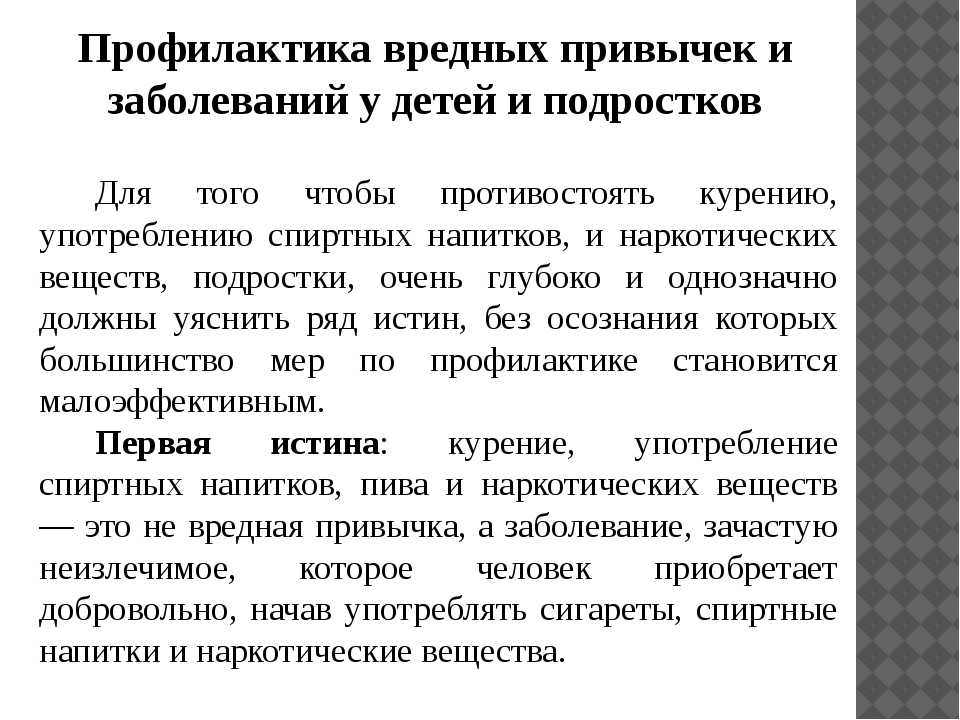 Профилактика вредных привычек и
заболеваний у детей и подростков
Для того чтобы противостоять курению,
употреблению спиртных напитков, и наркотических
веществ, подростки, очень глубоко и однозначно
должны уяснить ряд истин, без осознания которых
большинство мер по профилактике становится
малоэффективным.
Первая истина: курение, употребление
спиртных напитков, пива и наркотических веществ
— это не вредная привычка, а заболевание, зачастую
неизлечимое, которое человек приобретает
добровольно, начав употреблять сигареты, спиртные
напитки и наркотические вещества.